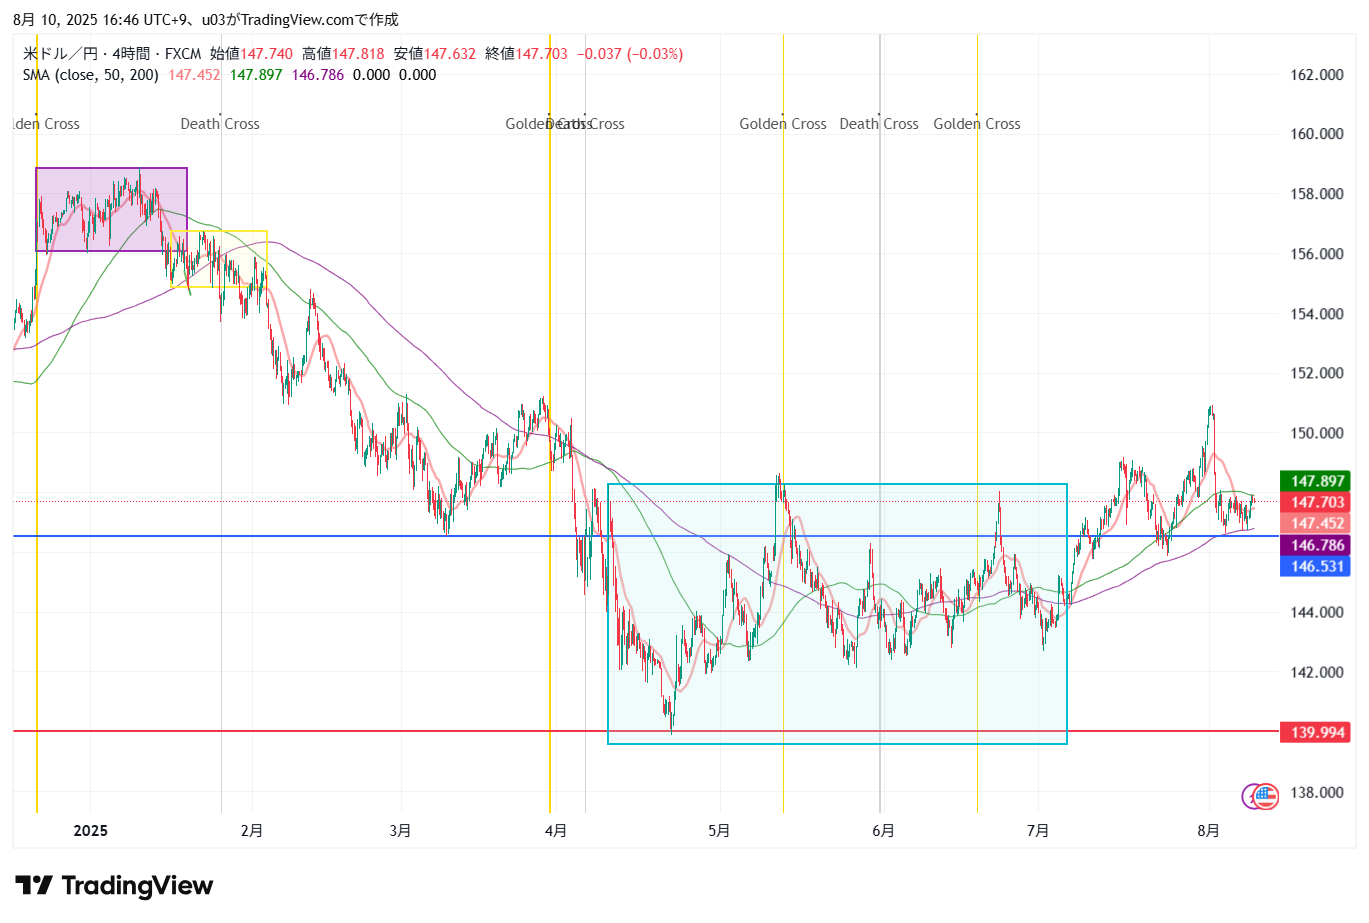 8月 10, 2025 16:46 UTC+9、u03がTradingView.comで作成
米ドル／円・4時間・FXCM 始値147.740 高値147.818 安値147.632 終値147.703 −0.037 (−0.03%)
SMA (close, 50, 200) 147.452 147.897 146.786 0.000 0.000
162.000
lden Cross Death Cross Golden Cross Death Cross Golden Cross Death Cross Golden Cross
160.000
158.000
156.000
154.000
152.000
150.000
147.897
147.703
147.452
146.786
146.531
144.000
142.000
139.994
138.000
2025 2月 3月 4月 5月 6月 7月 8月
TradingView